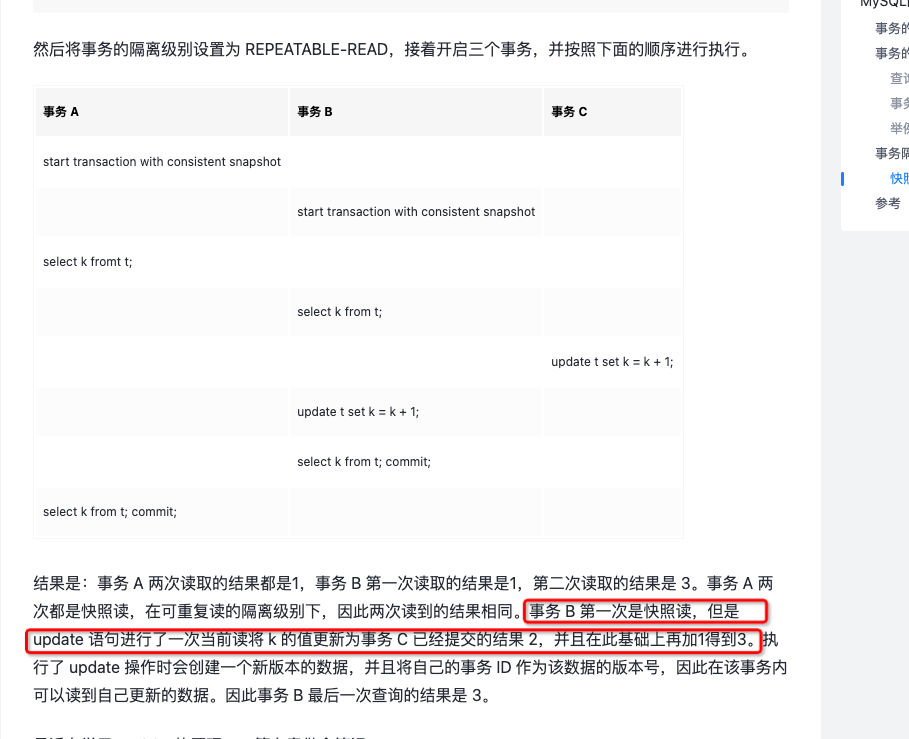 MySQL
事务的
事务的
查询
事务
举例
事务隔
快照
参考
然后将事务的隔离级别设置为 REPEATABLE-READ，接着开启三个事务，并按照下面的顺序进行执行。
事务 A 事务 B 事务 C
start transaction with consistent snapshot
start transaction with consistent snapshot
select k fromt t;
select k from t;
update t set k = k + 1;
update t set k = k + 1;
select k from t; commit;
select k from t; commit;
结果是：事务 A 两次读取的结果都是1，事务 B 第一次读取的结果是1，第二次读取的结果是 3。事务 A 两
次都是快照读，在可重复读的隔离级别下，因此两次读到的结果相同。事务 B 第一次是快照读，但是
update 语句进行了一次当前读将 k 的值更新为事务 C 已经提交的结果 2，并且在此基础上再加1得到3。执
行了 update 操作时会创建一个新版本的数据，并且将自己的事务 ID 作为该数据的版本号，因此在该事务内
可以读到自己更新的数据。因此事务 B 最后一次查询的结果是 3。